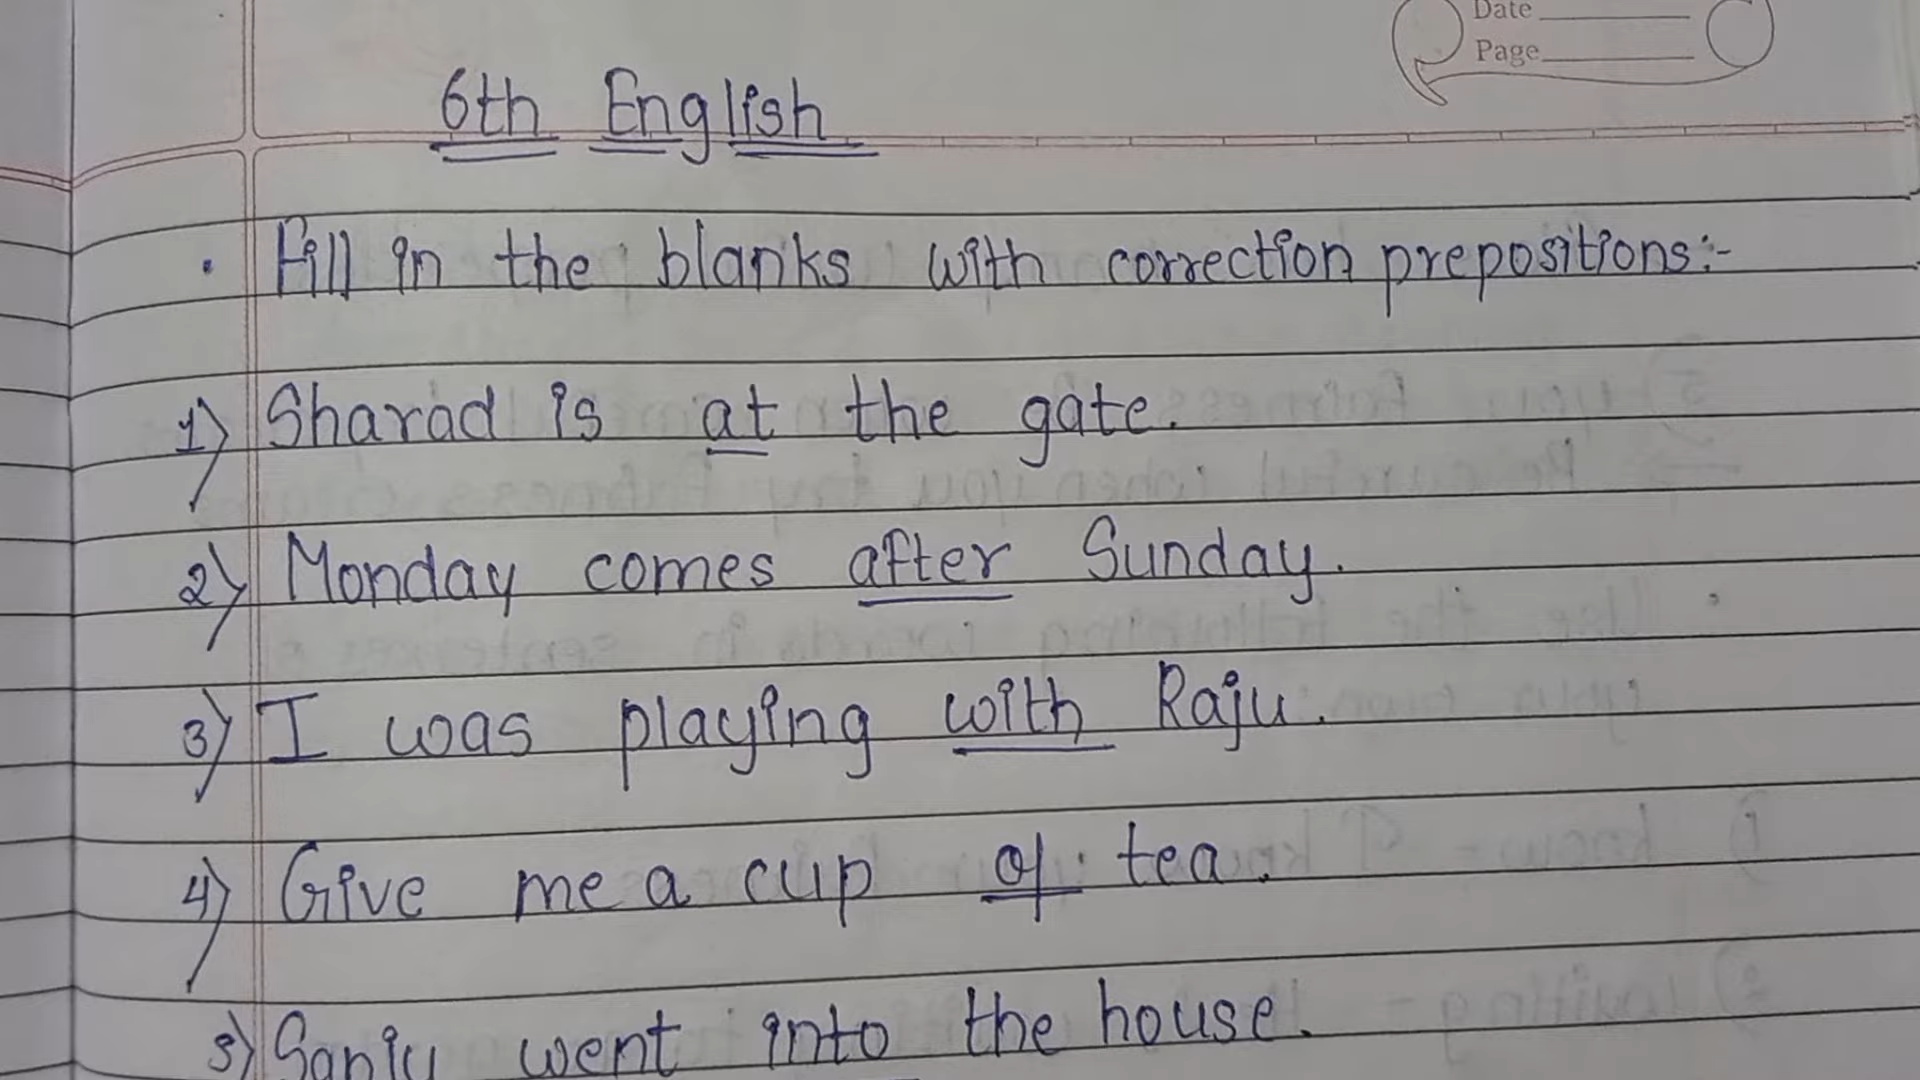 Date
Page
6th English
• Fill in the blanks with correction prepositions:-
1) Sharad is at the gate.
2) Monday comes after Sunday.
3) I was playing with Raju.
4) Give me a cup of tea.
5) Sanju went into the house.